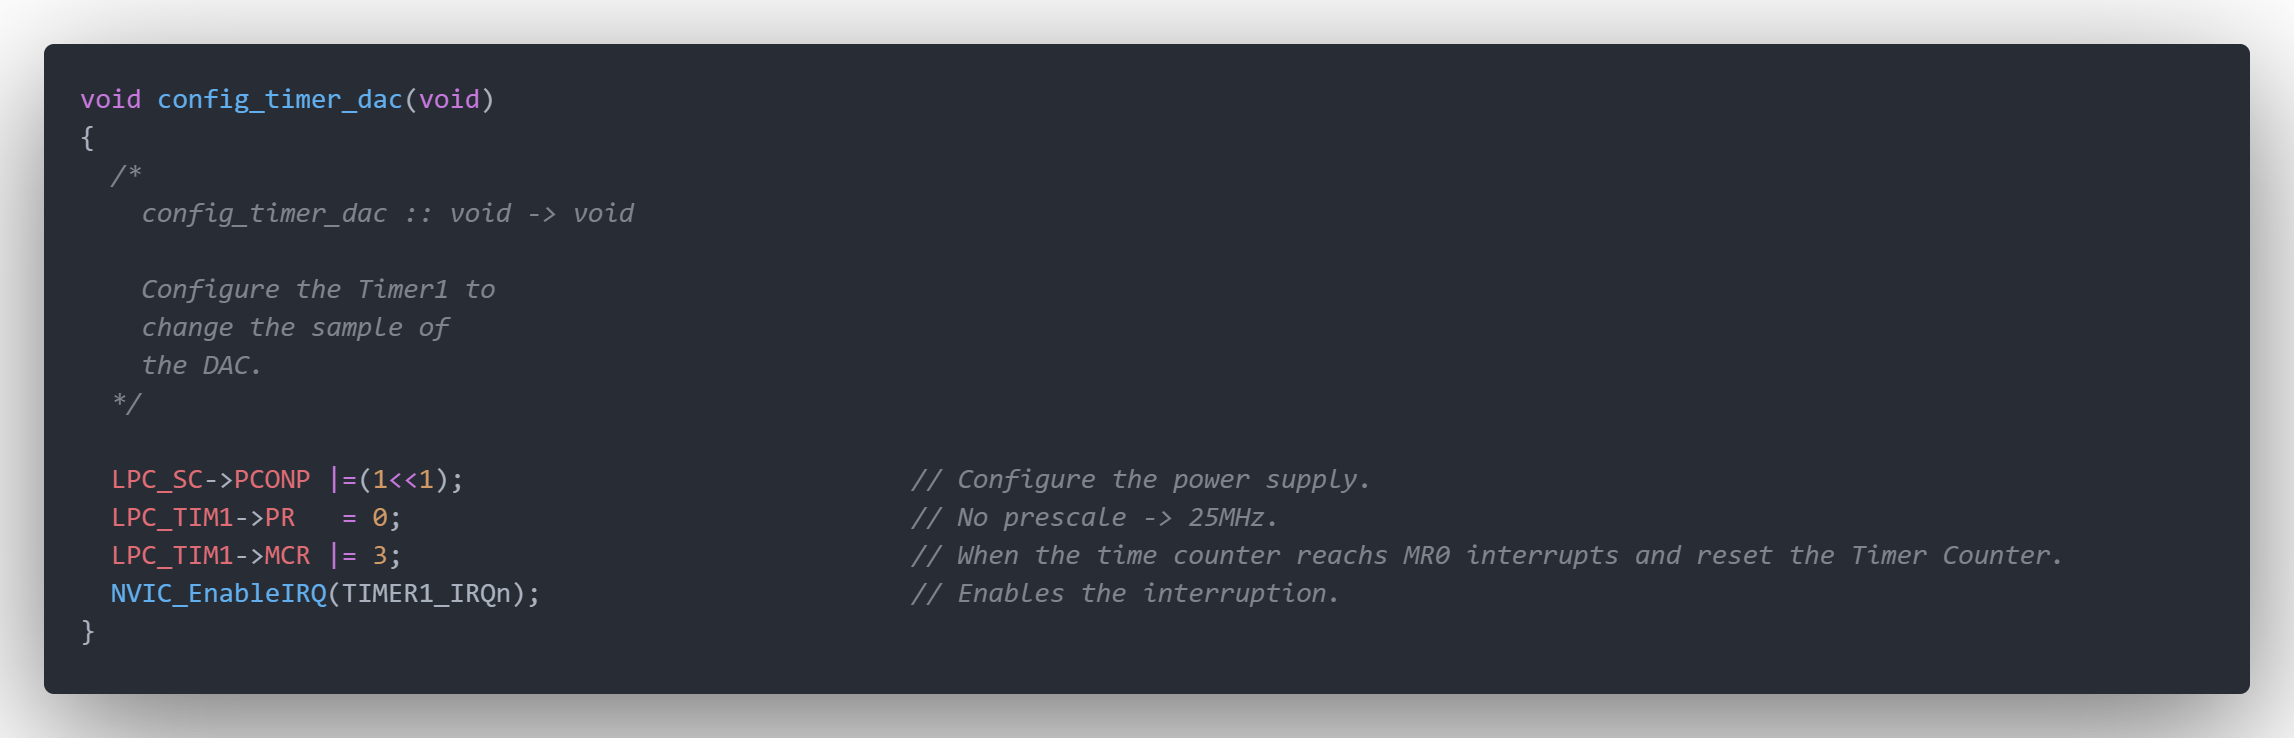 void config_timer_dac(void)
{
  /*
    config_timer_dac :: void -> void

    Configure the Timer1 to
    change the sample of
    the DAC.
  */

  LPC_SC->PCONP |=(1<<1);                             // Configure the power supply.
  LPC_TIM1->PR   = 0;                                 // No prescale -> 25MHz.
  LPC_TIM1->MCR |= 3;                                 // When the time counter reachs MR0 interrupts and reset the Timer Counter.
  NVIC_EnableIRQ(TIMER1_IRQn);                        // Enables the interruption.
}